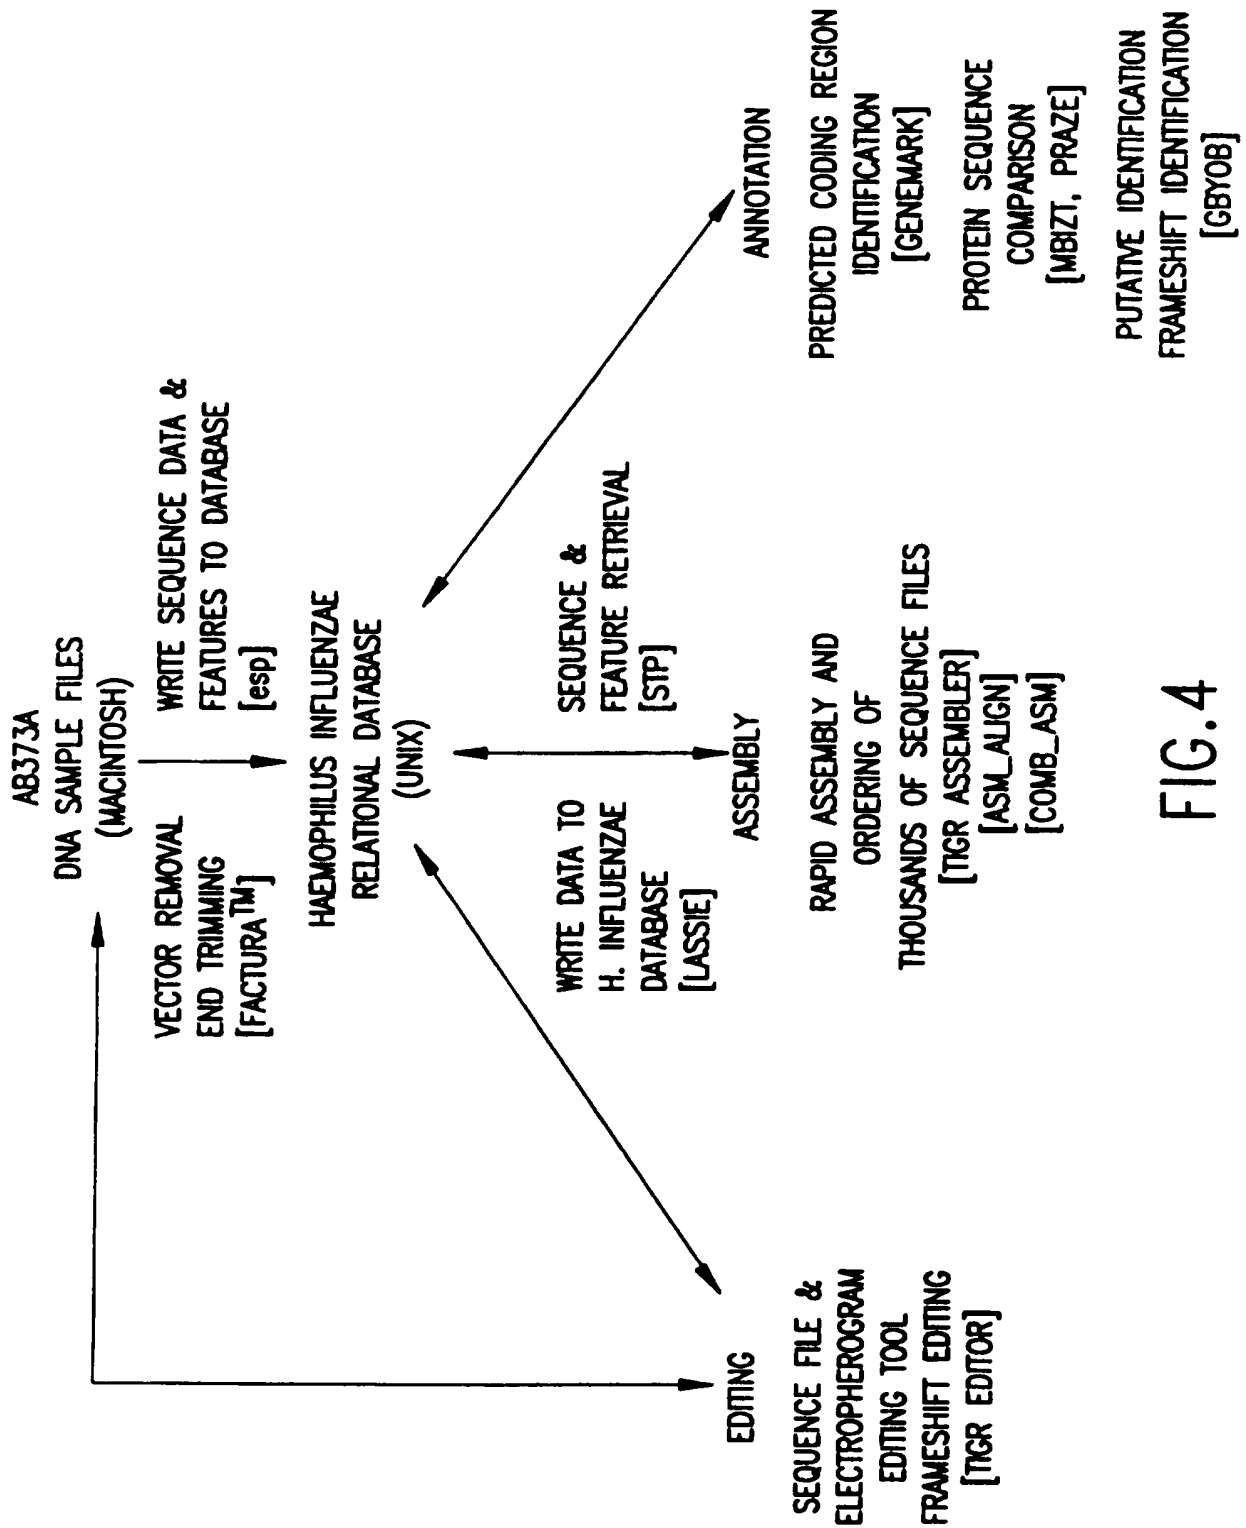 AB373A
DNA SAMPLE FILES
(MACINTOSH)
VECTOR REMOVAL
END TRIMMING
[FACTURA™]
WRITE SEQUENCE DATA &
FEATURES TO DATABASE
[esp]
HAEMOPHILUS INFLUENZAE
RELATIONAL DATABASE
(UNIX)
WRITE DATA TO
H. INFLUENZAE
DATABASE
[LASSIE]
SEQUENCE &
FEATURE RETRIEVAL
[STP]
EDITING
SEQUENCE FILE &
ELECTROPHEROGRAM
EDITING TOOL
FRAMESHIFT EDITING
[TIGR EDITOR]
ASSEMBLY
RAPID ASSEMBLY AND
ORDERING OF
THOUSANDS OF SEQUENCE FILES
[TIGR ASSEMBLER]
[ASM_ALIGN]
[COMB_ASM]
ANNOTATION
PREDICTED CODING REGION
IDENTIFICATION
[GENEMARK]
PROTEIN SEQUENCE
COMPARISON
[MBIZT, PRAZE]
PUTATIVE IDENTIFICATION
FRAMESHIFT IDENTIFICATION
[GBYOB]
FIG.4